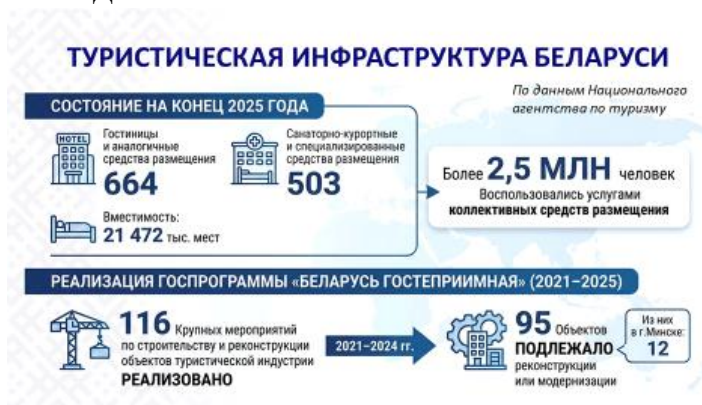 ТУРИСТИЧЕСКАЯ ИНФРАСТРУКТУРА БЕЛАРУСИ
По данным Национального
агентства по туризму
СОСТОЯНИЕ НА КОНЕЦ 2025 ГОДА
HOTEL
Гостиницы
и аналогичные
средства размещения
664
Санаторно-курортные
и специализированные
средства размещения
503
Вместимость:
21 472 тыс. мест
Более 2,5 МЛН человек
Воспользовались услугами
коллективных средств размещения
РЕАЛИЗАЦИЯ ГОСПРОГРАММЫ «БЕЛАРУСЬ ГОСТЕПРИИМНАЯ» (2021–2025)
116 Крупных мероприятий
по строительству и реконструкции
объектов туристической индустрии
РЕАЛИЗОВАНО
2021–2024 гг.
95 Объектов
ПОДЛЕЖАЛО
реконструкции
или модернизации
Из них
в г.Минске:
12